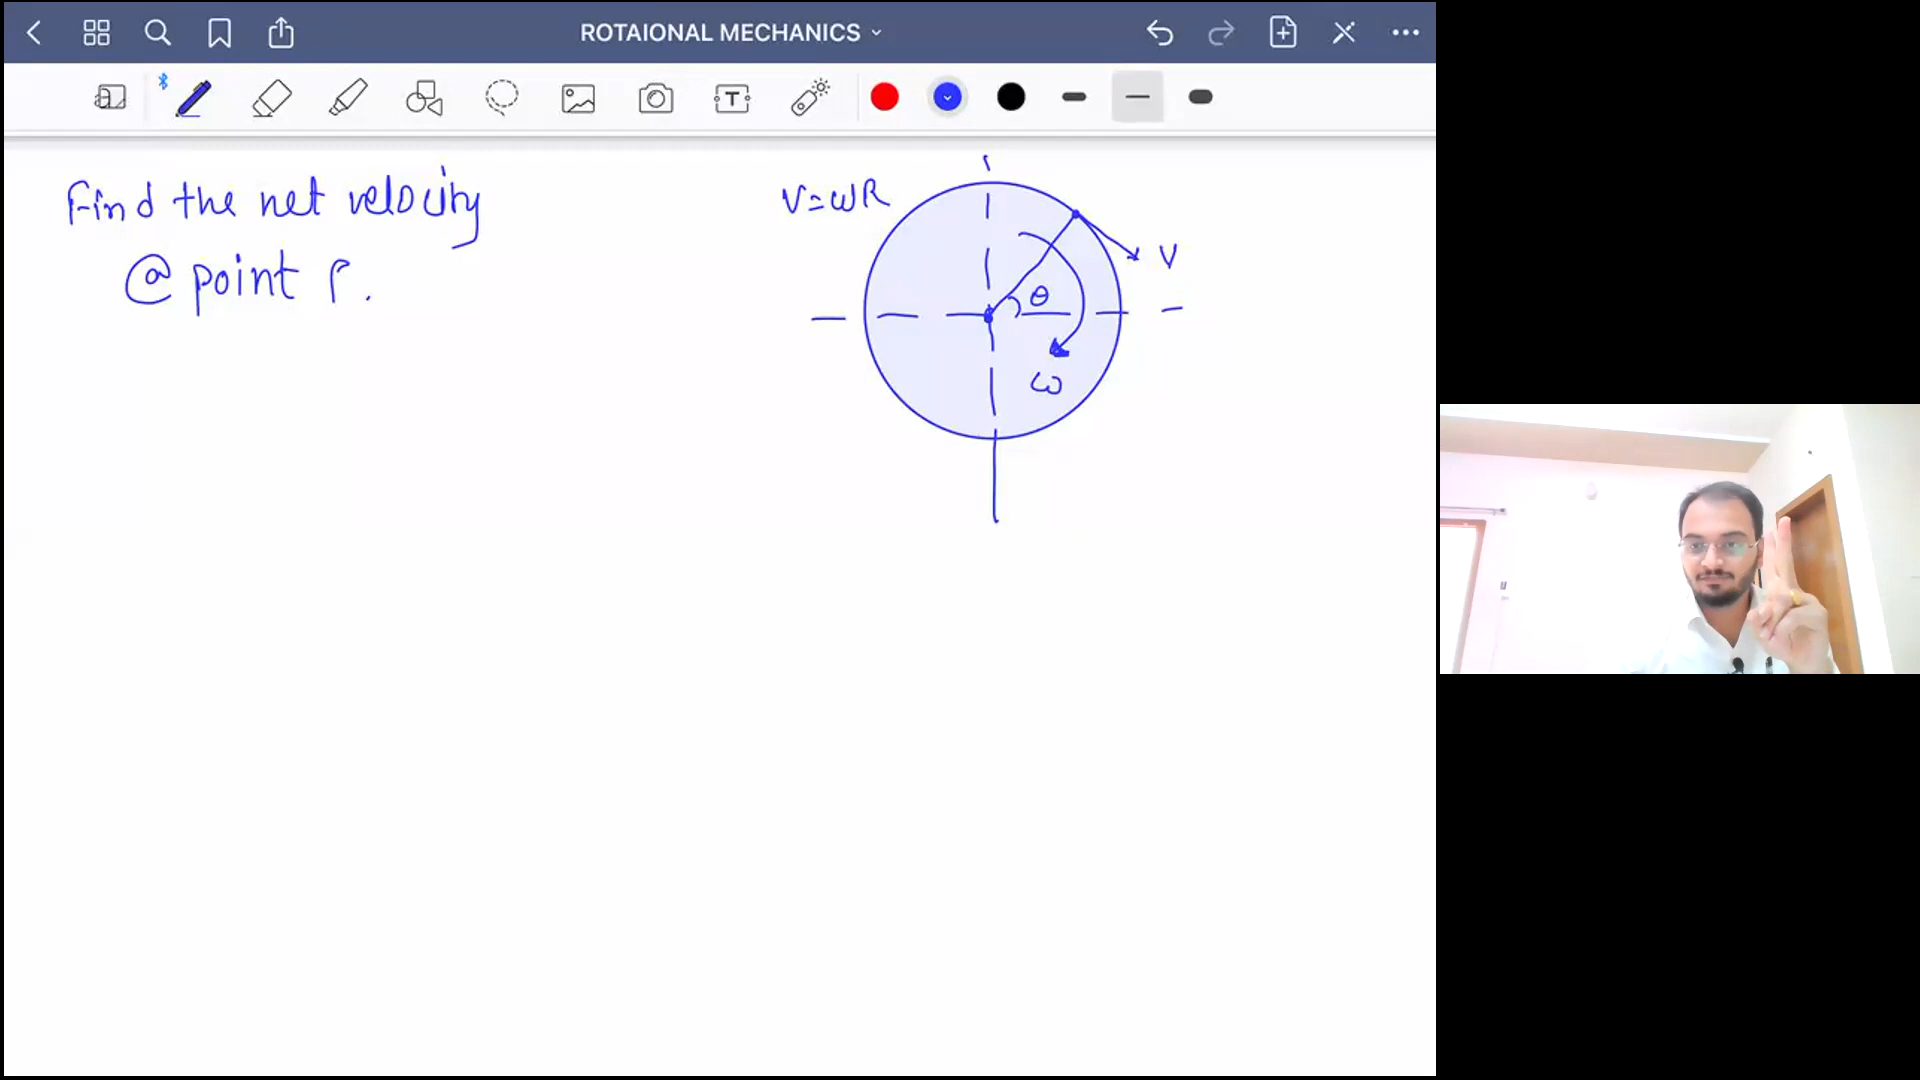 ROTAIONAL MECHANICS
Find the net velocity
@ point P.
V=ωR
V
θ
ω